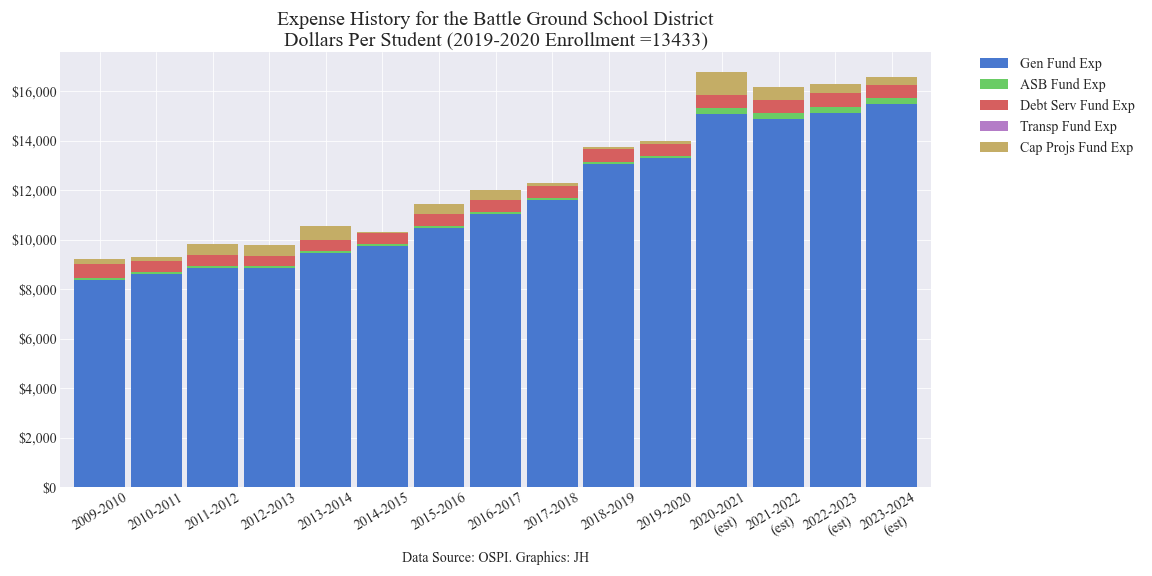 Expense History for the Battle Ground School District
Dollars Per Student (2019-2020 Enrollment =13433)
Gen Fund Exp
ASB Fund Exp
Debt Serv Fund Exp
Transp Fund Exp
Cap Projs Fund Exp
$16,000
$14,000
$12,000
$10,000
$8,000
$6,000
$4,000
$2,000
$0
2009-2010
2010-2011
2011-2012
2012-2013
2013-2014
2014-2015
2015-2016
2016-2017
2017-2018
2018-2019
2019-2020
2020-2021
(est)
2021-2022
(est)
2022-2023
(est)
2023-2024
(est)
Data Source: OSPI. Graphics: JH